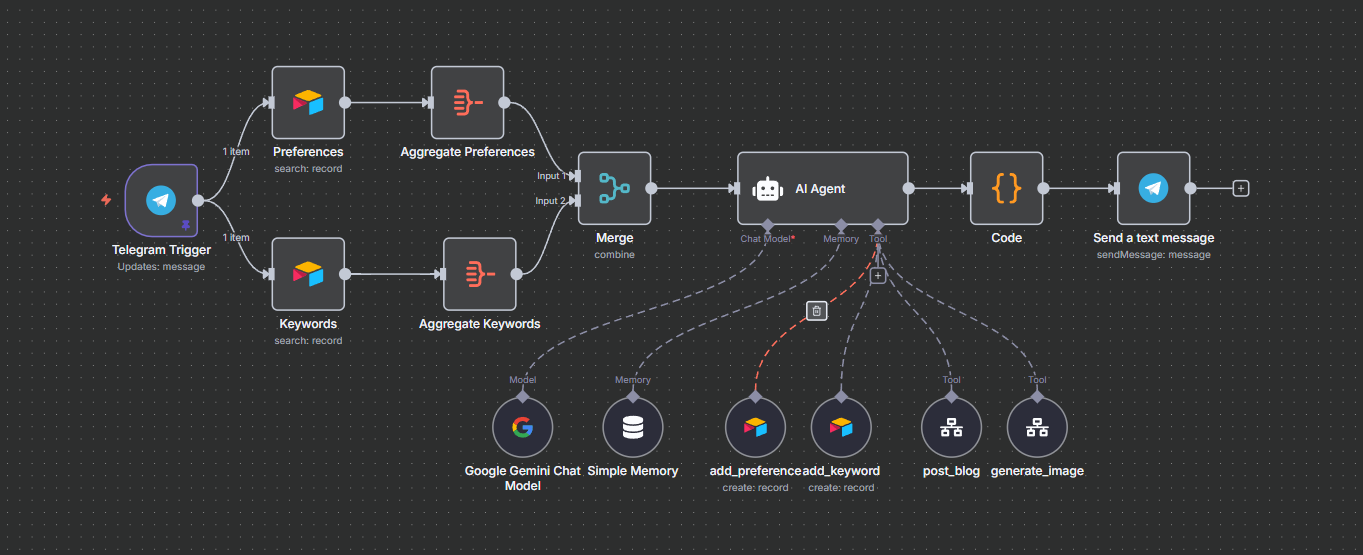 1 item
Preferences
search: record
Aggregate Preferences
Input 1
Input 2
Merge
combine
AI Agent
Chat Model*
Memory
Tool
Code
Send a text message
sendMessage: message
Telegram Trigger
Updates: message
1 item
Keywords
search: record
Aggregate Keywords
Model
Memory
Tool
Tool
Google Gemini Chat
Model
Simple Memory
add_preference
create: record
add_keyword
create: record
post_blog
generate_image